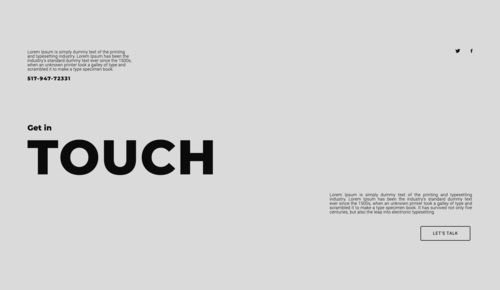 Lorem Ipsum is simply dummy text of the printing
and typesetting industry. Lorem Ipsum has been the
industry's standard dummy text ever since the 1500s,
when an unknown printer took a galley of type and
scrambled it to make a type specimen book.
517-947-72331
Get in
TOUCH
Lorem Ipsum is simply dummy text of the printing
and typesetting industry. Lorem Ipsum has been the
industry's standard dummy text
ever since the 1500s, when an unknown printer took a galley of type and
scrambled it to make a type specimen book. It has survived not only five
centuries, but also the leap into electronic typesetting.
LET'S TALK